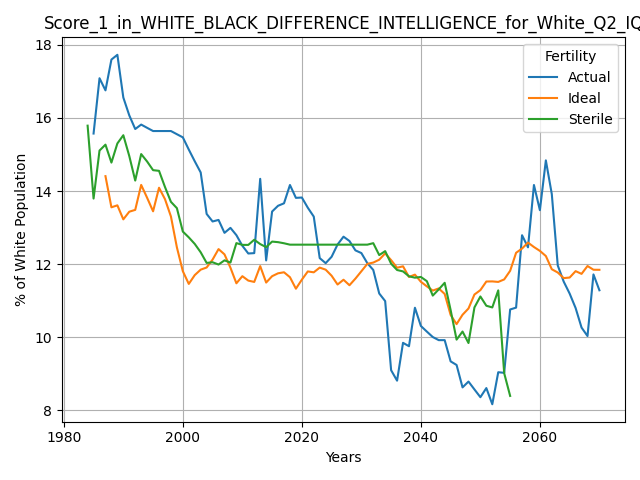 Score_1_in_WHITE_BLACK_DIFFERENCE_INTELLIGENCE_for_White_Q2_IQ
18
16
14
12
10
8
% of White Population
Fertility
Actual
Ideal
Sterile
1980
2000
2020
2040
2060
Years